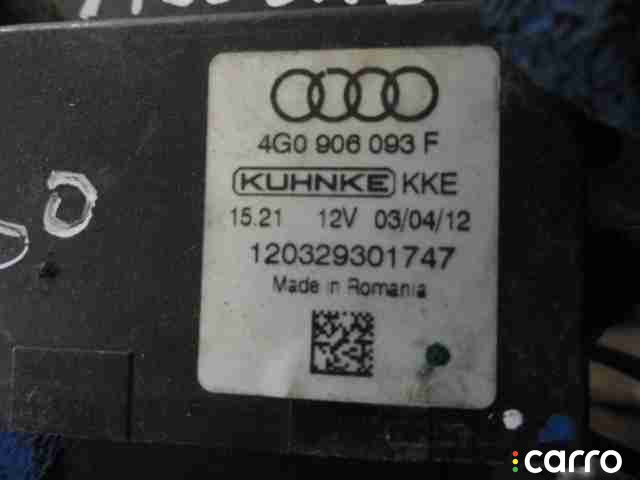 4G0 906 093 F
KUHNKE KKE
15.21 12V 03/04/12
120329301747
Made in Romania
carro